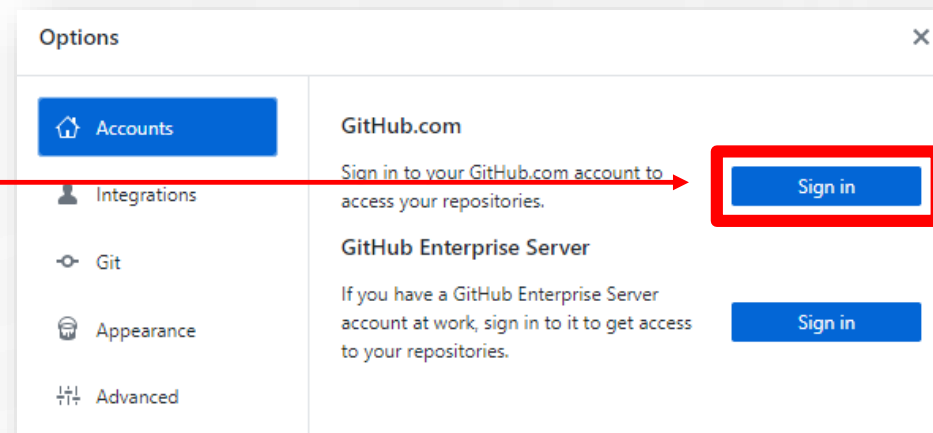 Options
Accounts
Integrations
Git
Appearance
Advanced
GitHub.com
Sign in to your GitHub.com account to
access your repositories.
Sign in
GitHub Enterprise Server
If you have a GitHub Enterprise Server
account at work, sign in to it to get access
to your repositories.
Sign in